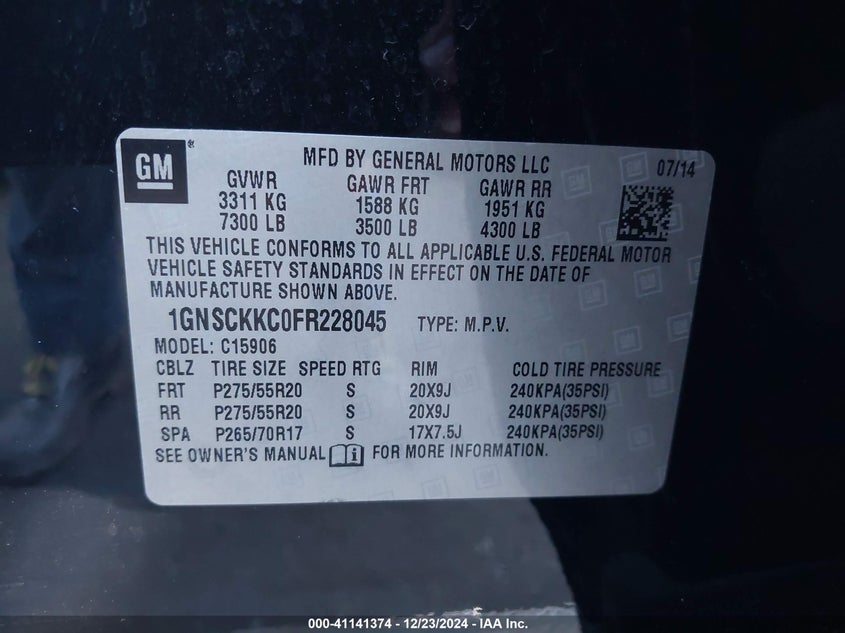 GM
MFD BY GENERAL MOTORS LLC 07/14
GVWR GAWR FRT GAWR RR
3311 KG 1588 KG 1951 KG
7300 LB 3500 LB 4300 LB
THIS VEHICLE CONFORMS TO ALL APPLICABLE U.S. FEDERAL MOTOR
VEHICLE SAFETY STANDARDS IN EFFECT ON THE DATE OF
MANUFACTURE SHOWN ABOVE.
1GNSCKKC0FR228045 TYPE: M.P.V.
MODEL: C15906
CBLZ TIRE SIZE SPEED RTG RIM COLD TIRE PRESSURE
FRT P275/55R20 S 20X9J 240KPA(35PSI)
RR P275/55R20 S 20X9J 240KPA(35PSI)
SPA P265/70R17 S 17X7.5J 240KPA(35PSI)
SEE OWNER'S MANUAL i FOR MORE INFORMATION.
000-41141374 - 12/23/2024 - IAA Inc.